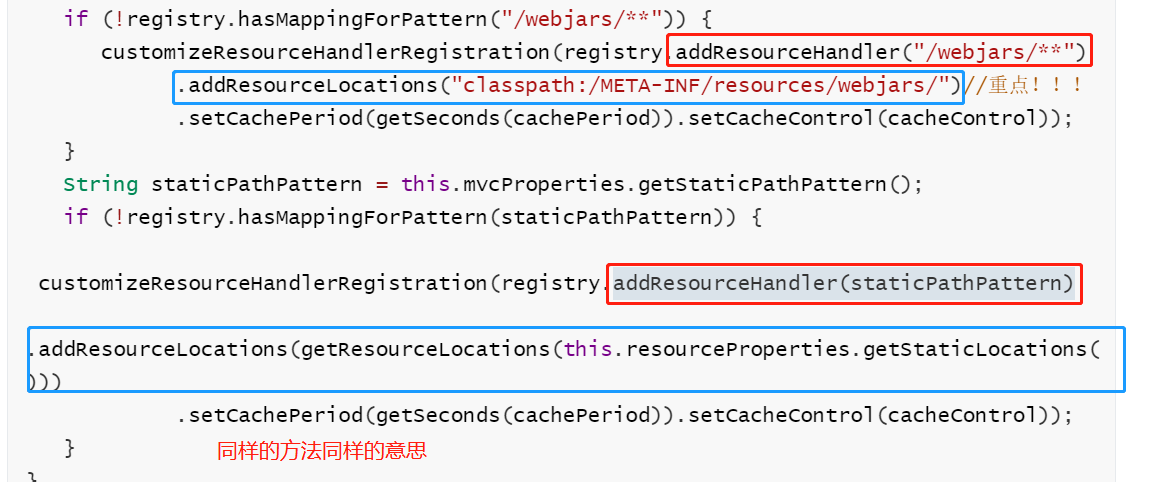 if (!registry.hasMappingForPattern("/webjars/**")) {
customizeResourceHandlerRegistration(registry.addResourceHandler("/webjars/**")
.addResourceLocations("classpath:/META-INF/resources/webjars/")//重点！！！
.setCachePeriod(getSeconds(cachePeriod)).setCacheControl(cacheControl));
}
String staticPathPattern = this.mvcProperties.getStaticPathPattern();
if (!registry.hasMappingForPattern(staticPathPattern)) {
customizeResourceHandlerRegistration(registry.addResourceHandler(staticPathPattern)
.addResourceLocations(getResourceLocations(this.resourceProperties.getStaticLocations(
)))
.setCachePeriod(getSeconds(cachePeriod)).setCacheControl(cacheControl));
}
同样的方法同样的意思
}